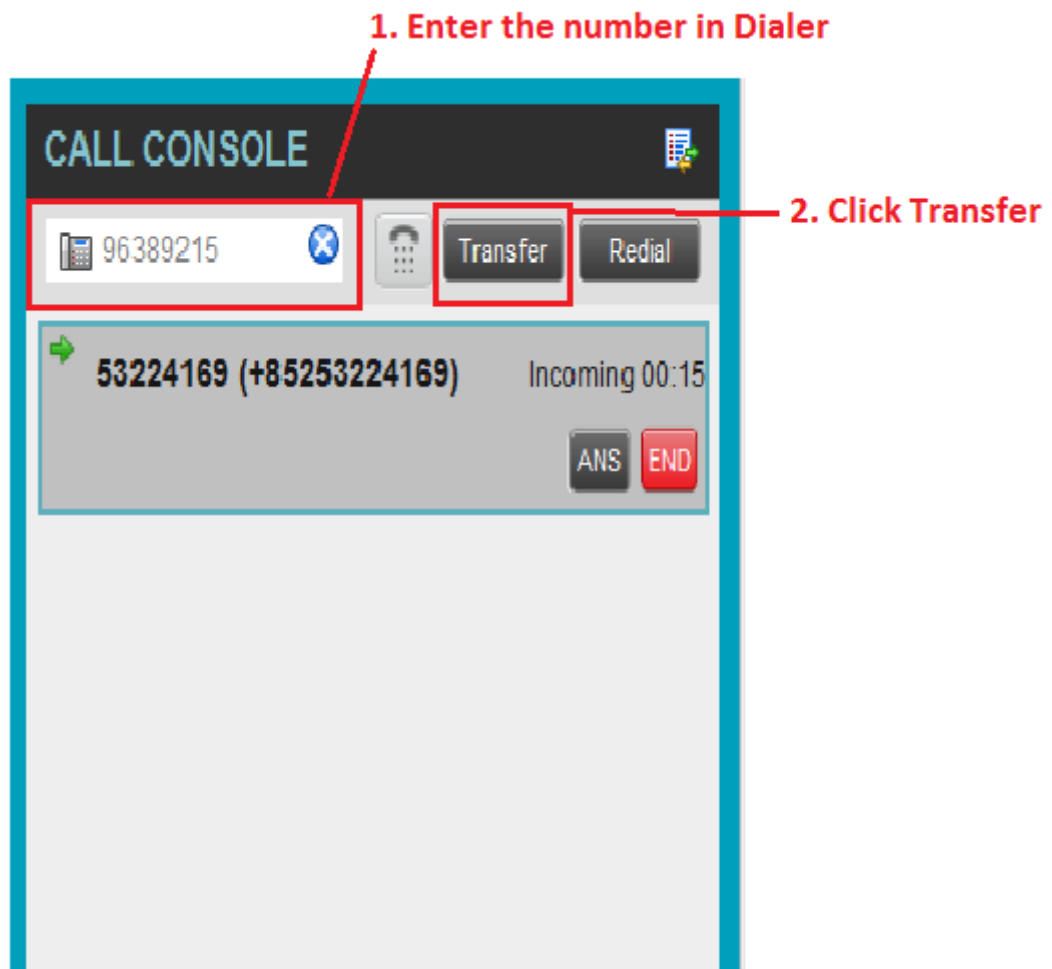 1. Enter the number in Dialer
CALL CONSOLE
96389215
Transfer
Redial
2. Click Transfer
53224169 (+85253224169)
Incoming 00:15
ANS
END